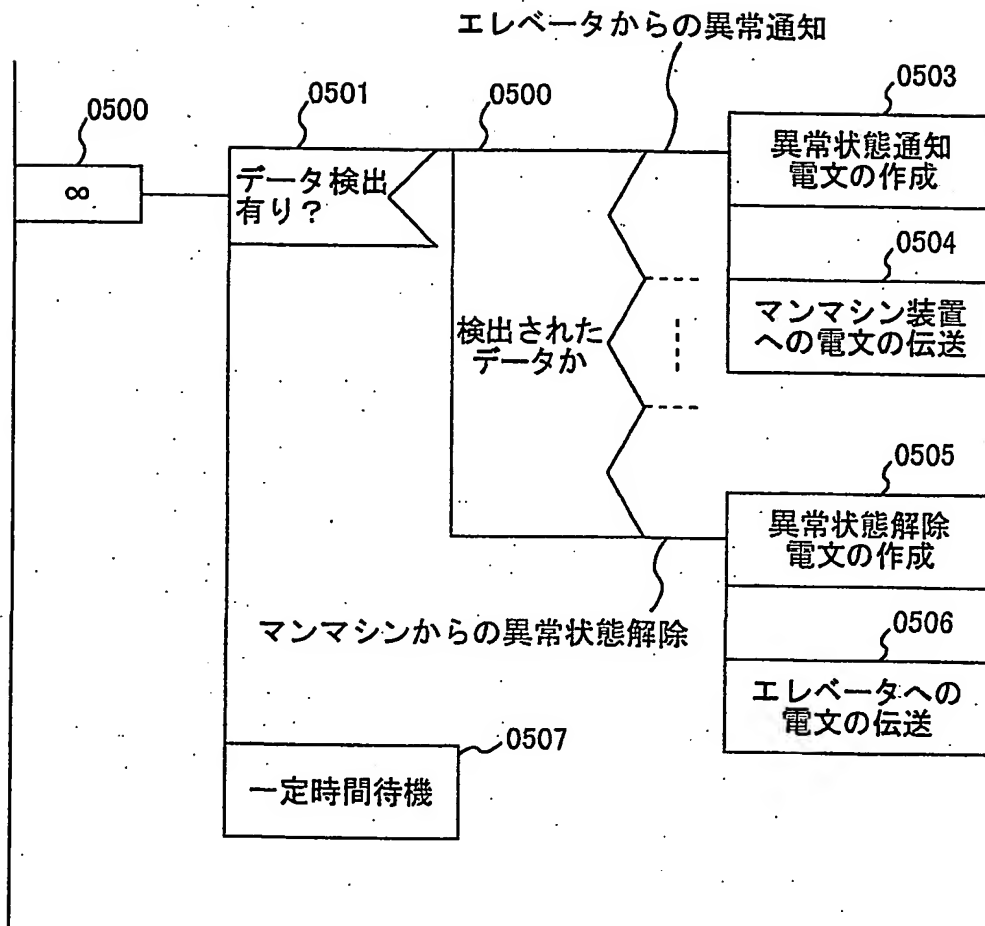 エレベータからの異常通知
0500
0501
0500
0503
∞
データ検出
有り?
異常状態通知
電文の作成
0504
検出された
データか
マンマシン装置
への電文の伝送
0505
異常状態解除
電文の作成
マンマシンからの異常状態解除
0506
エレベータへの
電文の伝送
0507
一定時間待機